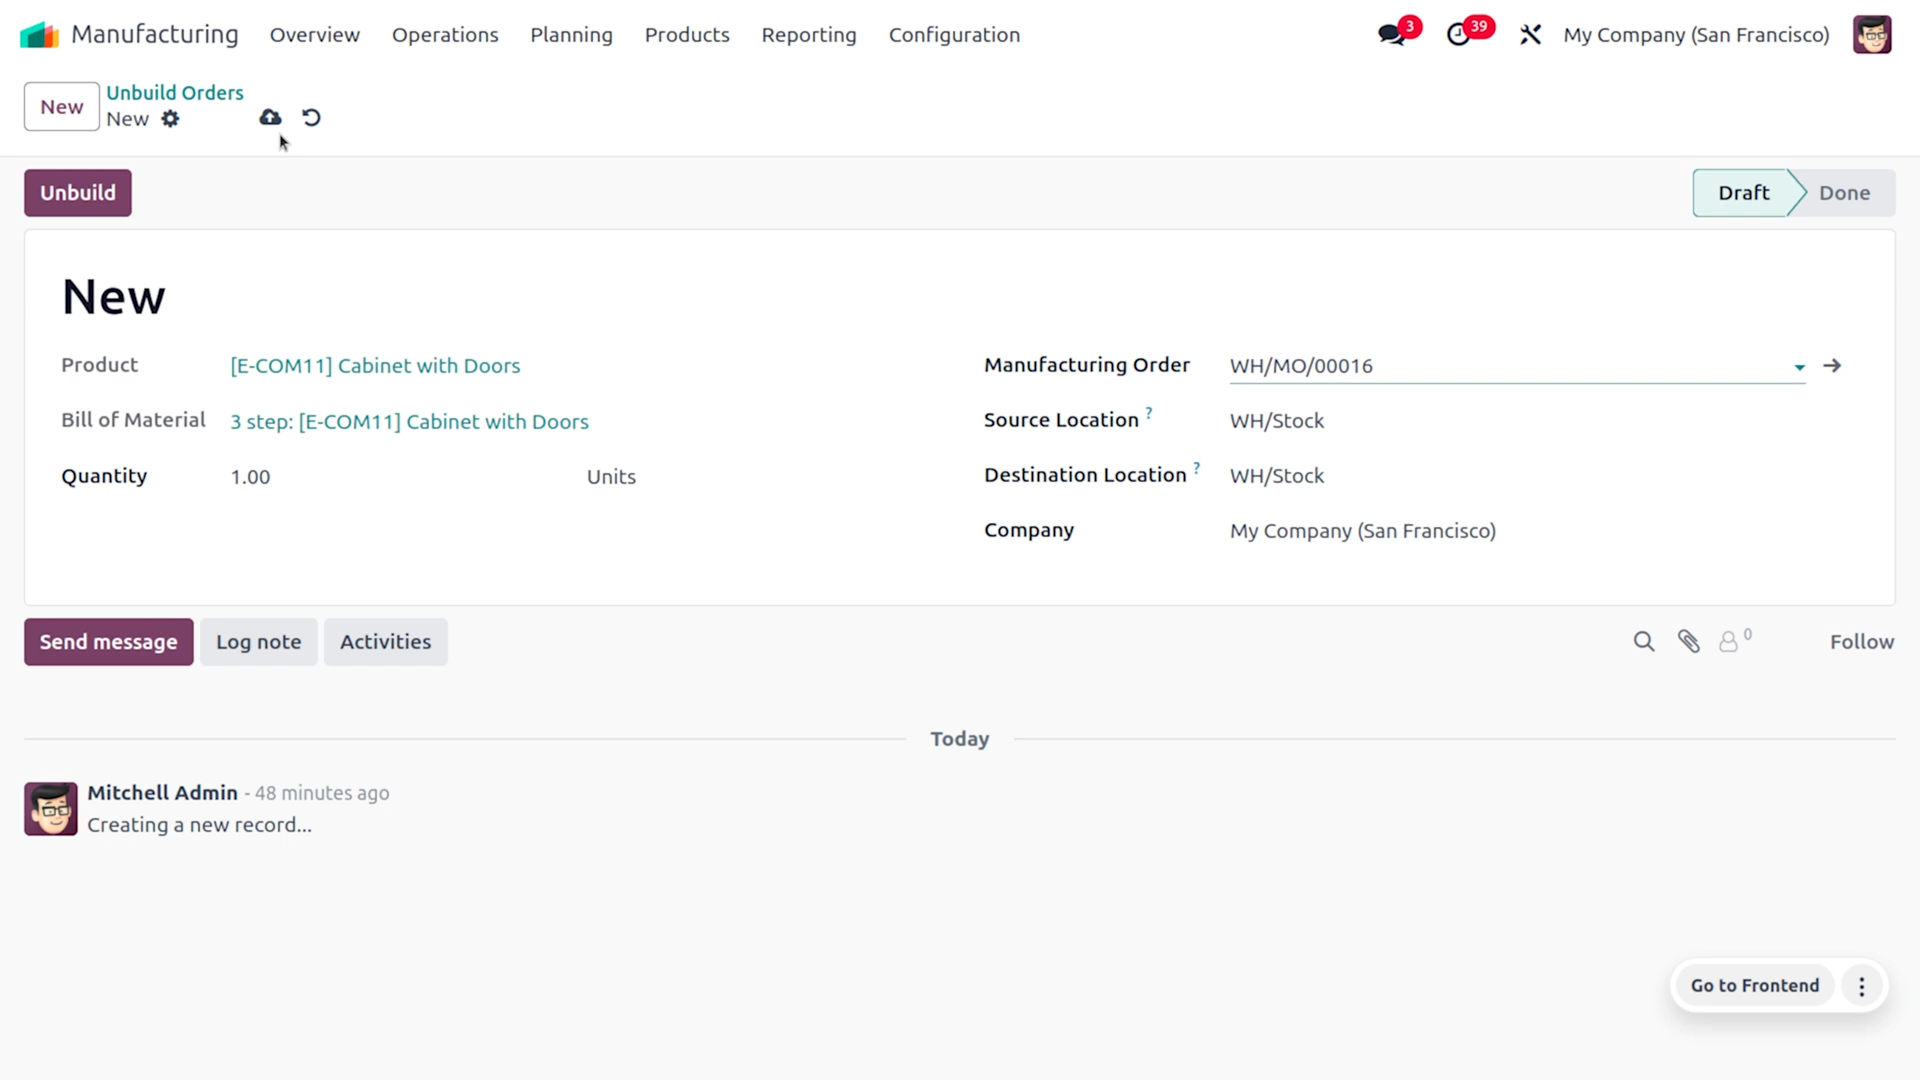 Manufacturing Overview Operations Planning Products Reporting Configuration 3 39 My Company (San Francisco)
New Unbuild Orders
New
Unbuild Draft Done
New
Product [E-COM11] Cabinet with Doors Manufacturing Order WH/MO/00016
Bill of Material 3 step: [E-COM11] Cabinet with Doors Source Location ? WH/Stock
Quantity 1.00 Units Destination Location ? WH/Stock
Company My Company (San Francisco)
Send message Log note Activities 0 Follow
Today
Mitchell Admin - 48 minutes ago
Creating a new record...
Go to Frontend